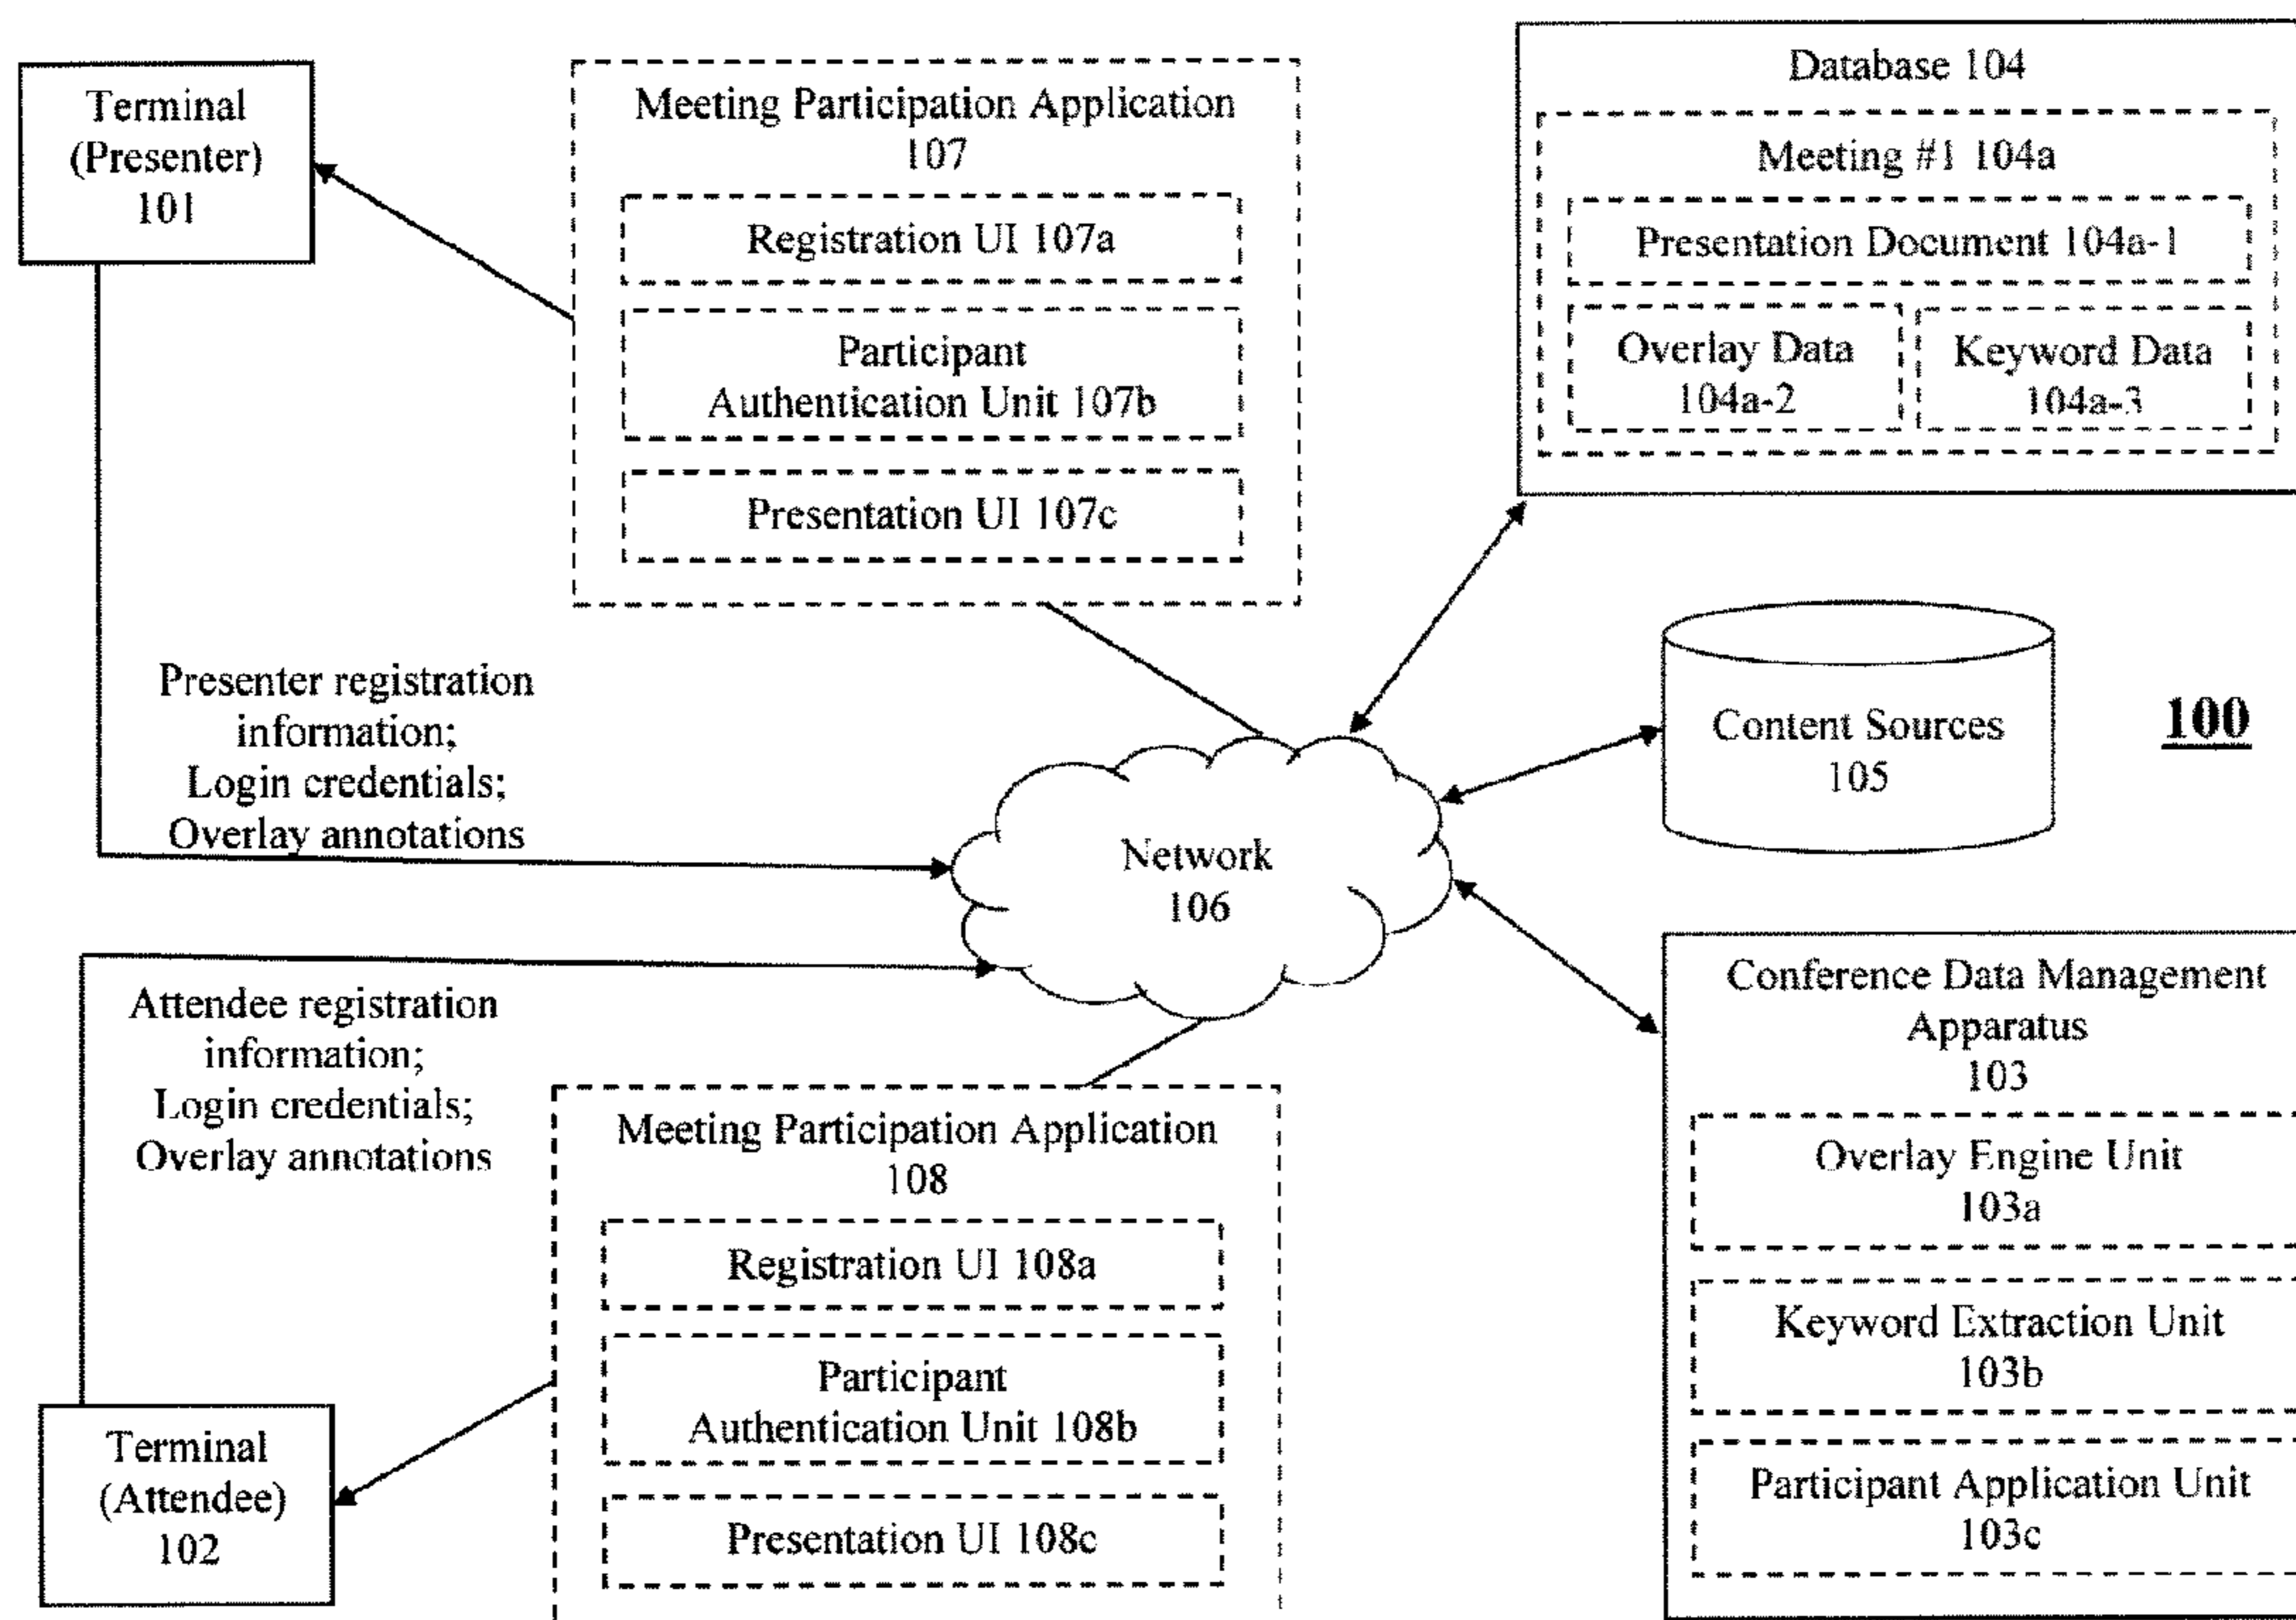 Terminal
(Presenter)
101
Meeting Participation Application
107
Registration UI 107a
Participant
Authentication Unit 107b
Presentation UI 107c
Database 104
Meeting #1 104a
Presentation Document 104a-1
Overlay Data
104a-2
Keyword Data
104a-3
Presenter registration
information;
Login credentials;
Overlay annotations
Content Sources
105
100
Network
106
Attendee registration
information;
Login credentials;
Overlay annotations
Conference Data Management
Apparatus
103
Overlay Engine Unit
103a
Keyword Extraction Unit
103b
Participant Application Unit
103c
Meeting Participation Application
108
Registration UI 108a
Participant
Authentication Unit 108b
Presentation UI 108c
Terminal
(Attendee)
102